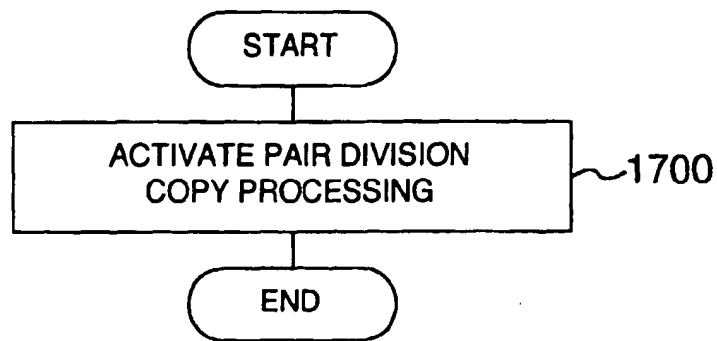 START
ACTIVATE PAIR DIVISION
COPY PROCESSING
1700
END